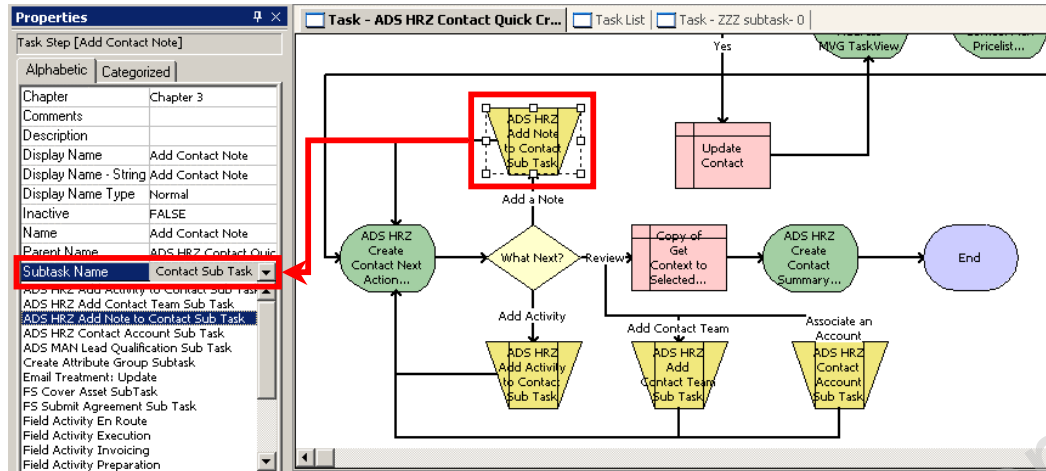 Properties
Task Step [Add Contact Note]
Alphabetic
Categorized
Chapter
Chapter 3
Comments
Description
Display Name
Add Contact Note
Display Name - String
Add Contact Note
Display Name Type
Normal
Inactive
FALSE
Name
Add Contact Note
Parent Name
ADS HRZ Contact Quic
Subtask Name
Contact Sub Task
ADS HRZ Add Activity to Contact Sub Task
ADS HRZ Add Contact Team Sub Task
ADS HRZ Add Note to Contact Sub Task
ADS HRZ Contact Account Sub Task
ADS MAN Lead Qualification Sub Task
Create Attribute Group Subtask
Email Treatment: Update
FS Cover Asset SubTask
FS Submit Agreement Sub Task
Field Activity En Route
Field Activity Execution
Field Activity Invoicing
Field Activity Preparation
Task - ADS HRZ Contact Quick Cr...
Task List
Task - ZZZ subtask- 0
Yes
MVG TaskView
Pricelist...
ADS HRZ
Add Note
to Contact
Sub Task
Update
Contact
Add a Note
ADS HRZ
Create
Contact Next
Action...
What Next?
Review
Copy of
Get
Context to
Selected...
ADS HRZ
Create
Contact
Summary...
End
Add Activity
Add Contact Team
Associate an
Account
ADS HRZ
Add Activity
to Contact
Sub Task
ADS HRZ
Add
Contact Team
Sub Task
ADS HRZ
Contact
Account
Sub Task